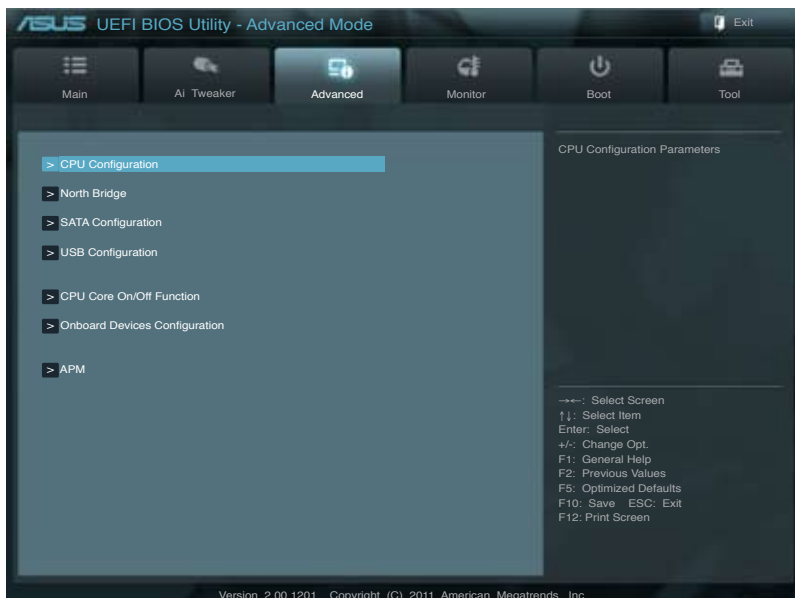 ASUS UEFI BIOS Utility - Advanced Mode
Exit
Main
Ai Tweaker
Advanced
Monitor
Boot
Tool
> CPU Configuration
> North Bridge
> SATA Configuration
> USB Configuration
> CPU Core On/Off Function
> Onboard Devices Configuration
> APM
CPU Configuration Parameters
→←: Select Screen
↑↓: Select Item
Enter: Select
+/-: Change Opt.
F1: General Help
F2: Previous Values
F5: Optimized Defaults
F10: Save ESC: Exit
F12: Print Screen
Version 2.00.1201 Copyright (C) 2011 American Megatrends, Inc.